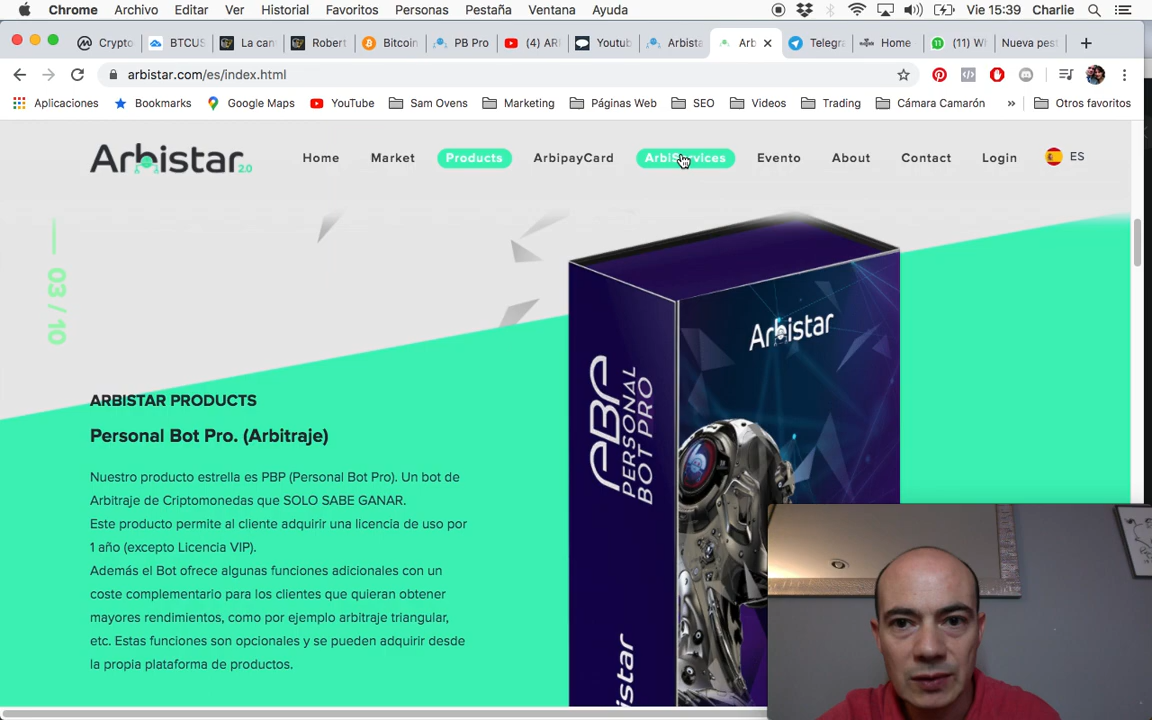 Chrome Archivo Editar Ver Historial Favoritos Personas Pestaña Ventana Ayuda Vie 15:39 Charlie
Crypto BTCUS La can Robert Bitcoin PB Pro (4) AR Youtub Arbista Arb Telegra Home (11) W Nueva pest
arbistar.com/es/index.html
Aplicaciones Bookmarks Google Maps YouTube Sam Ovens Marketing Páginas Web SEO Videos Trading Cámara Camarón » Otros favoritos
Arbistar 2.0 Home Market Products ArbipayCard ArbiServices Evento About Contact Login ES
03 / 10
Arbistar
PBP PERSONAL BOT PRO
ARBISTAR PRODUCTS
Personal Bot Pro. (Arbitraje)
Nuestro producto estrella es PBP (Personal Bot Pro). Un bot de
Arbitraje de Criptomonedas que SOLO SABE GANAR.
Este producto permite al cliente adquirir una licencia de uso por
1 año (excepto Licencia VIP).
Además el Bot ofrece algunas funciones adicionales con un
coste complementario para los clientes que quieran obtener
mayores rendimientos, como por ejemplo arbitraje triangular,
etc. Estas funciones son opcionales y se pueden adquirir desde
la propia plataforma de productos.
istar